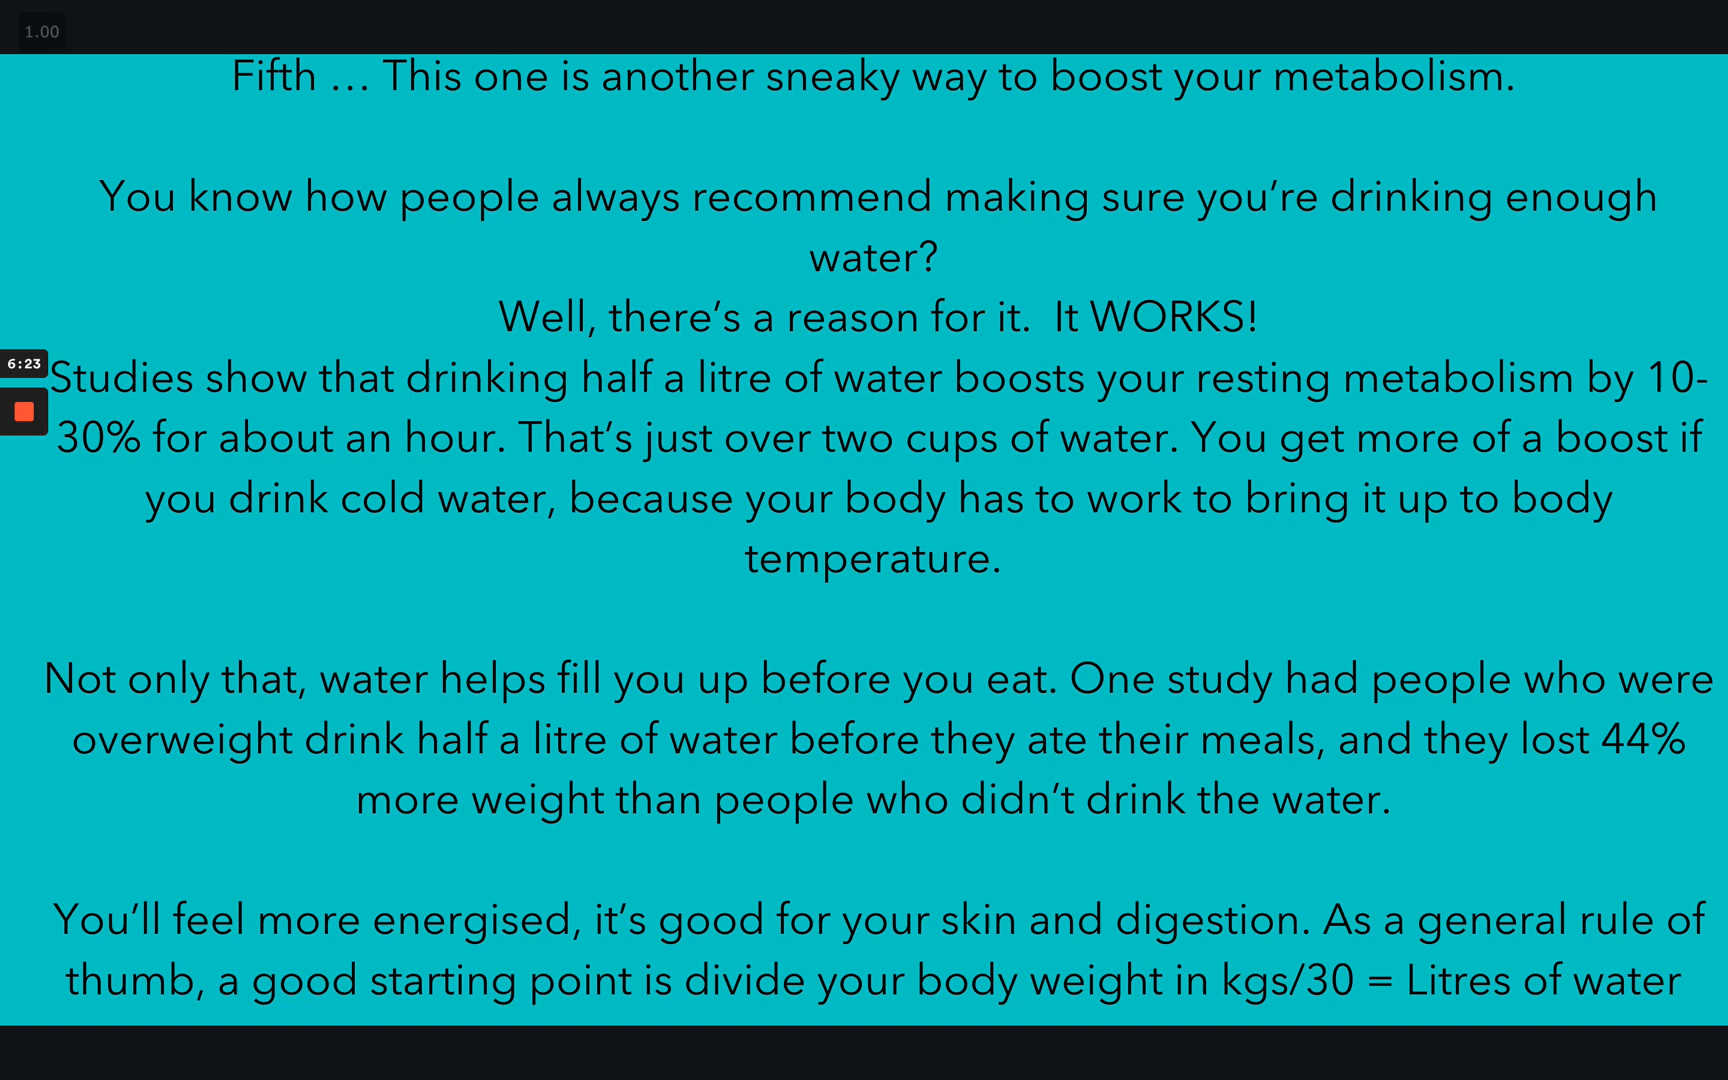 1.00
Fifth … This one is another sneaky way to boost your metabolism.
You know how people always recommend making sure you’re drinking enough
water?
Well, there’s a reason for it.  It WORKS!
6:23
Studies show that drinking half a litre of water boosts your resting metabolism by 10-
30% for about an hour. That’s just over two cups of water. You get more of a boost if
you drink cold water, because your body has to work to bring it up to body
temperature.
Not only that, water helps fill you up before you eat. One study had people who were
overweight drink half a litre of water before they ate their meals, and they lost 44%
more weight than people who didn’t drink the water.
You’ll feel more energised, it’s good for your skin and digestion. As a general rule of
thumb, a good starting point is divide your body weight in kgs/30 = Litres of water